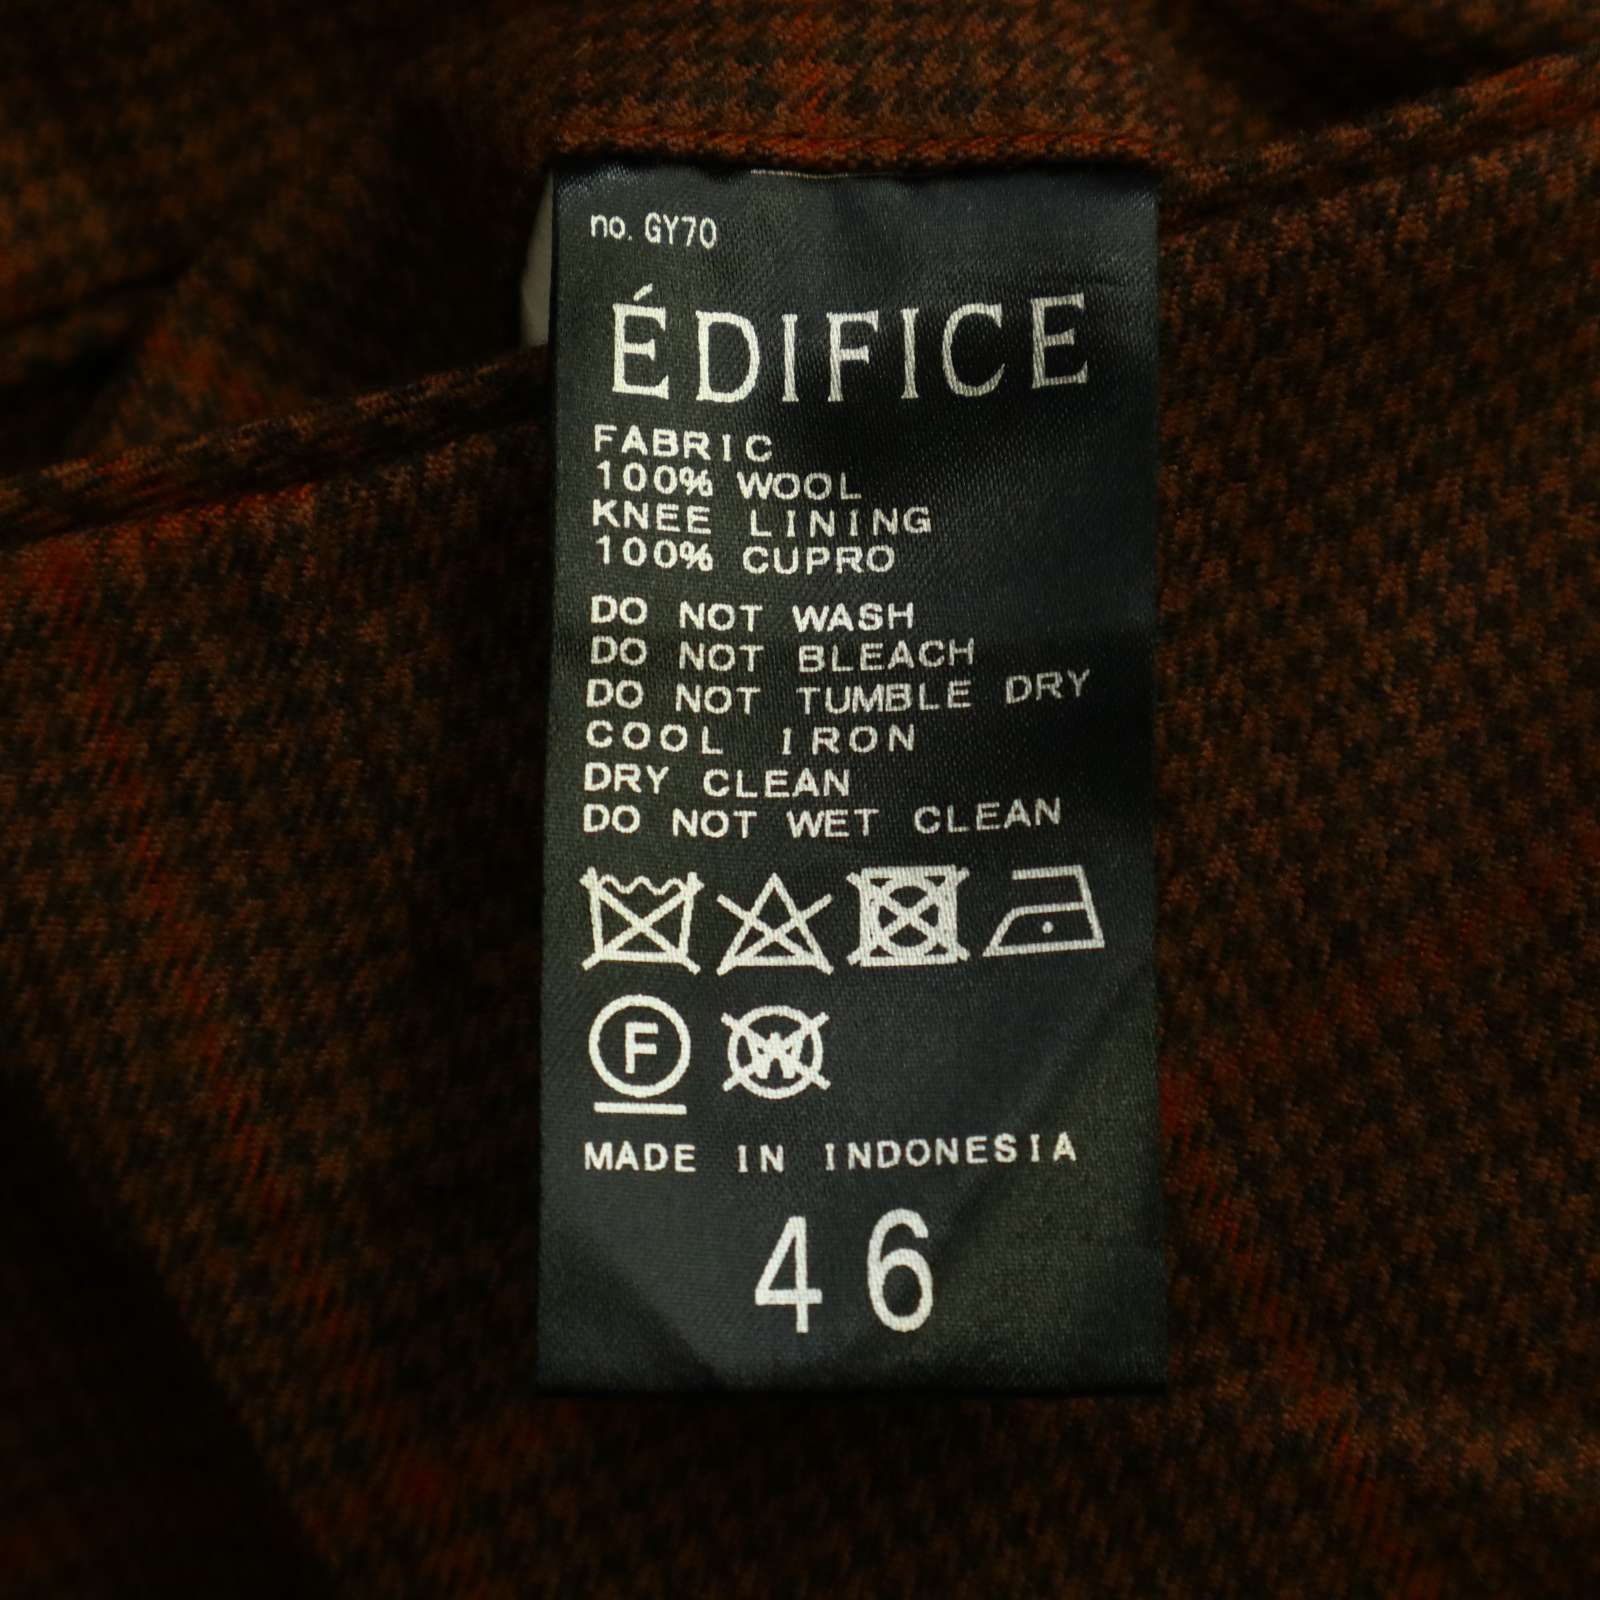 no. GY70
ÉDIFICE
FABRIC
100% WOOL
KNEE LINING
100% CUPRO
DO NOT WASH
DO NOT BLEACH
DO NOT TUMBLE DRY
COOL IRON
DRY CLEAN
DO NOT WET CLEAN
F W
MADE IN INDONESIA
46